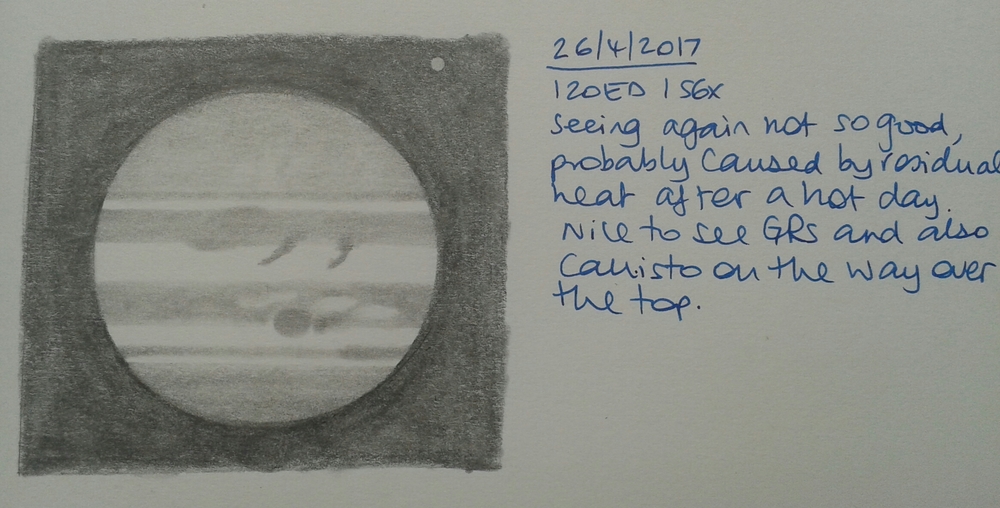 26/4/2017
120ED 156x
Seeing again not so good,
probably caused by residual
heat after a hot day.
Nice to see GRS and also
Callisto on the way over
the top.